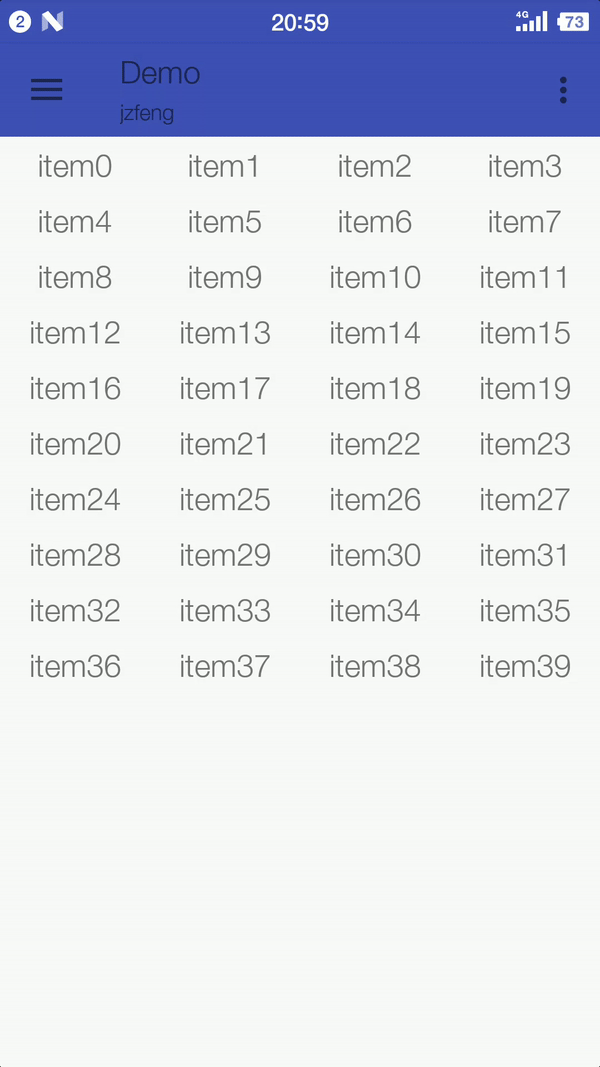 2 20:59 4G 73
Demo
jzfeng
item0 item1 item2 item3
item4 item5 item6 item7
item8 item9 item10 item11
item12 item13 item14 item15
item16 item17 item18 item19
item20 item21 item22 item23
item24 item25 item26 item27
item28 item29 item30 item31
item32 item33 item34 item35
item36 item37 item38 item39